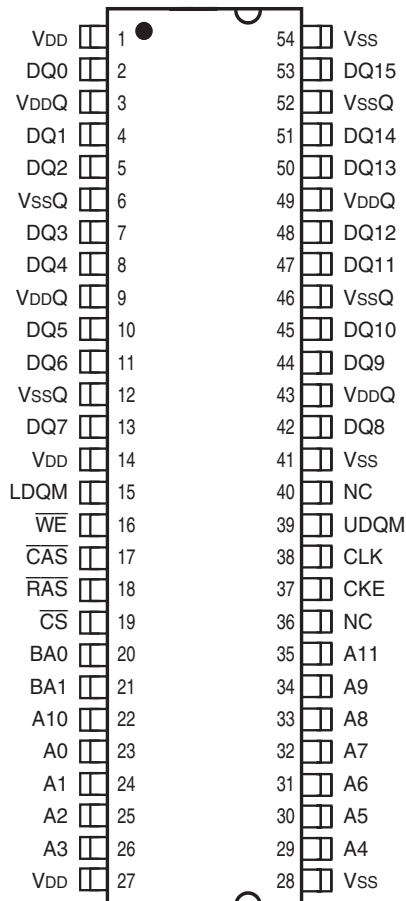 VDD 1 54 VSS
DQ0 2 53 DQ15
VDDQ 3 52 VSSQ
DQ1 4 51 DQ14
DQ2 5 50 DQ13
VSSQ 6 49 VDDQ
DQ3 7 48 DQ12
DQ4 8 47 DQ11
VDDQ 9 46 VSSQ
DQ5 10 45 DQ10
DQ6 11 44 DQ9
VSSQ 12 43 VDDQ
DQ7 13 42 DQ8
VDD 14 41 VSS
LDQM 15 40 NC
W̅E̅ 16 39 UDQM
C̅A̅S̅ 17 38 CLK
R̅A̅S̅ 18 37 CKE
C̅S̅ 19 36 NC
BA0 20 35 A11
BA1 21 34 A9
A10 22 33 A8
A0 23 32 A7
A1 24 31 A6
A2 25 30 A5
A3 26 29 A4
VDD 27 28 VSS